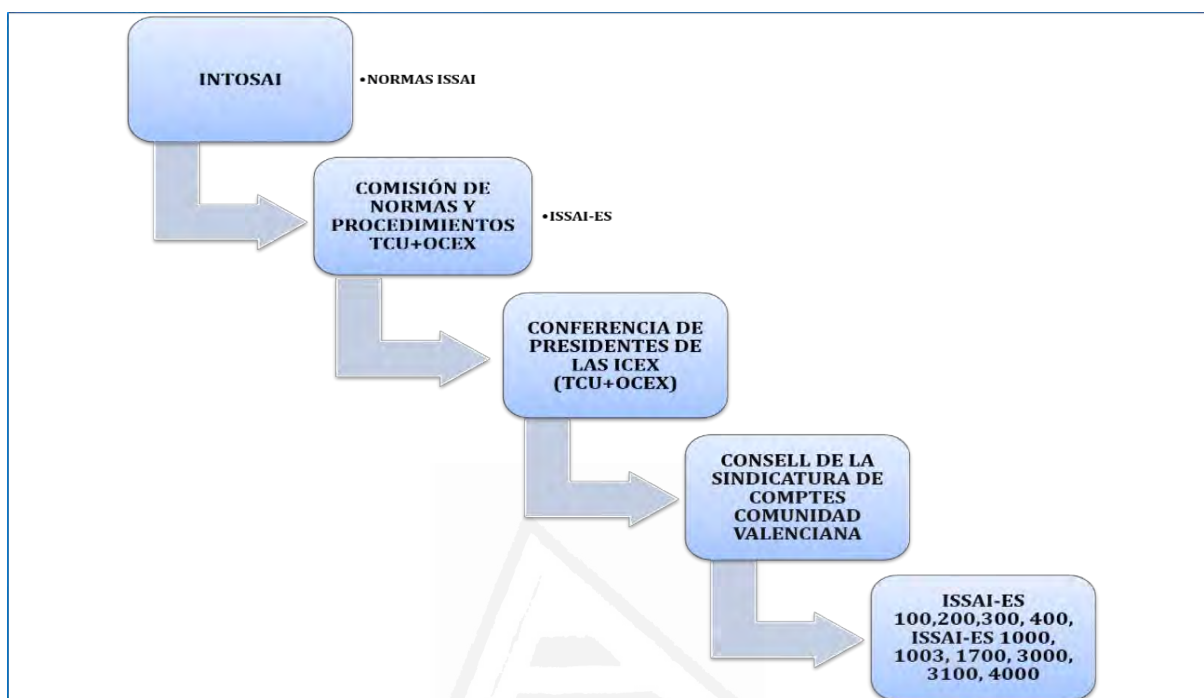 INTOSAI
•NORMAS ISSAI
COMISIÓN DE
NORMAS Y
PROCEDIMIENTOS
TCU+OCEX
•ISSAI-ES
CONFERENCIA DE
PRESIDENTES DE
LAS ICEX
(TCU+OCEX)
CONSELL DE LA
SINDICATURA DE
COMPTES
COMUNIDAD
VALENCIANA
ISSAI-ES
100,200,300, 400,
ISSAI-ES 1000,
1003, 1700, 3000,
3100, 4000